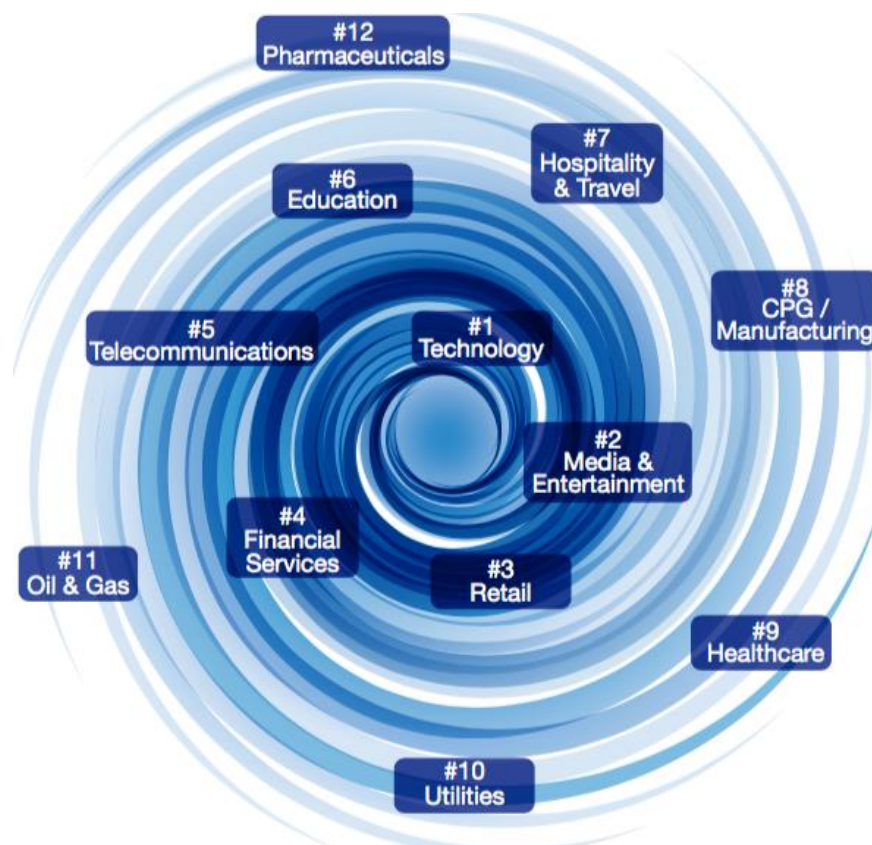 #12
Pharmaceuticals
#7
Hospitality
& Travel
#6
Education
#8
CPG /
Manufacturing
#5
Telecommunications
#1
Technology
#2
Media &
Entertainment
#4
Financial
Services
#11
Oil & Gas
#3
Retail
#9
Healthcare
#10
Utilities